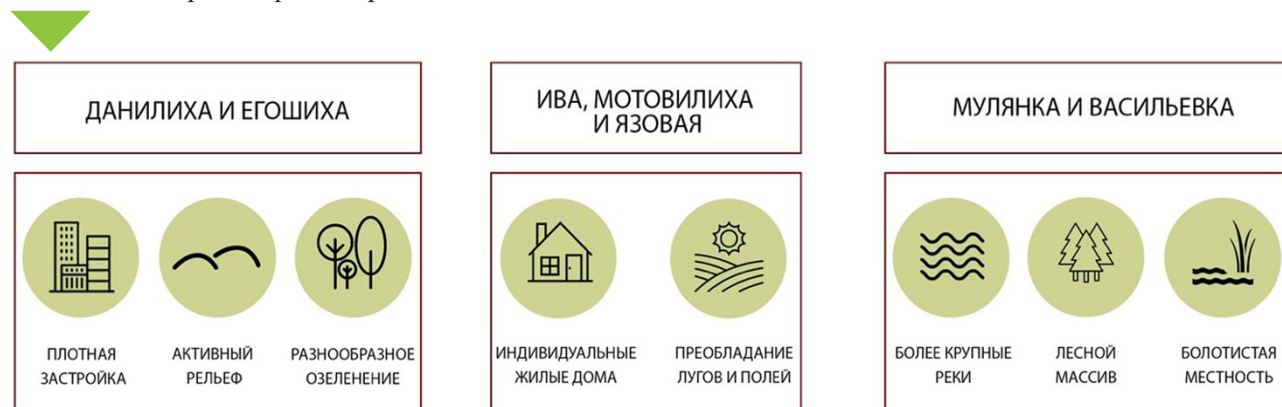 ДАНИЛИХА И ЕГОШИХА
ПЛОТНАЯ
ЗАСТРОЙКА
АКТИВНЫЙ
РЕЛЬЕФ
РАЗНООБРАЗНОЕ
ОЗЕЛЕНЕНИЕ
ИВА, МОТОВИЛИХА
И ЯЗОВАЯ
ИНДИВИДУАЛЬНЫЕ
ЖИЛЫЕ ДОМА
ПРЕОБЛАДАНИЕ
ЛУГОВ И ПОЛЕЙ
МУЛЯНКА И ВАСИЛЬЕВКА
БОЛЕЕ КРУПНЫЕ
РЕКИ
ЛЕСНОЙ
МАССИВ
БОЛОТИСТАЯ
МЕСТНОСТЬ